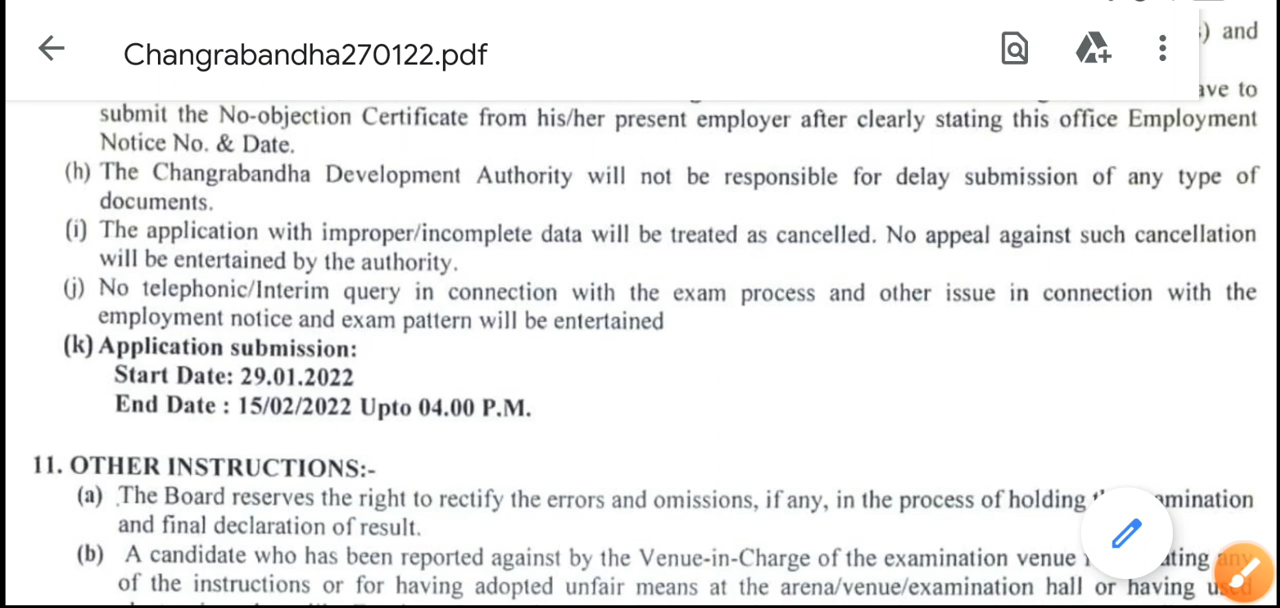 ) and
Changrabandha270122.pdf
ave to
submit the No-objection Certificate from his/her present employer after clearly stating this office Employment
Notice No. & Date.
(h) The Changrabandha Development Authority will not be responsible for delay submission of any type of
documents.
(i) The application with improper/incomplete data will be treated as cancelled. No appeal against such cancellation
will be entertained by the authority.
(j) No telephonic/Interim query in connection with the exam process and other issue in connection with the
employment notice and exam pattern will be entertained
(k) Application submission:
Start Date: 29.01.2022
End Date : 15/02/2022 Upto 04.00 P.M.
11. OTHER INSTRUCTIONS:-
(a) The Board reserves the right to rectify the errors and omissions, if any, in the process of holding amination
and final declaration of result.
(b) A candidate who has been reported against by the Venue-in-Charge of the examination venue ating any
of the instructions or for having adopted unfair means at the arena/venue/examination hall or having used